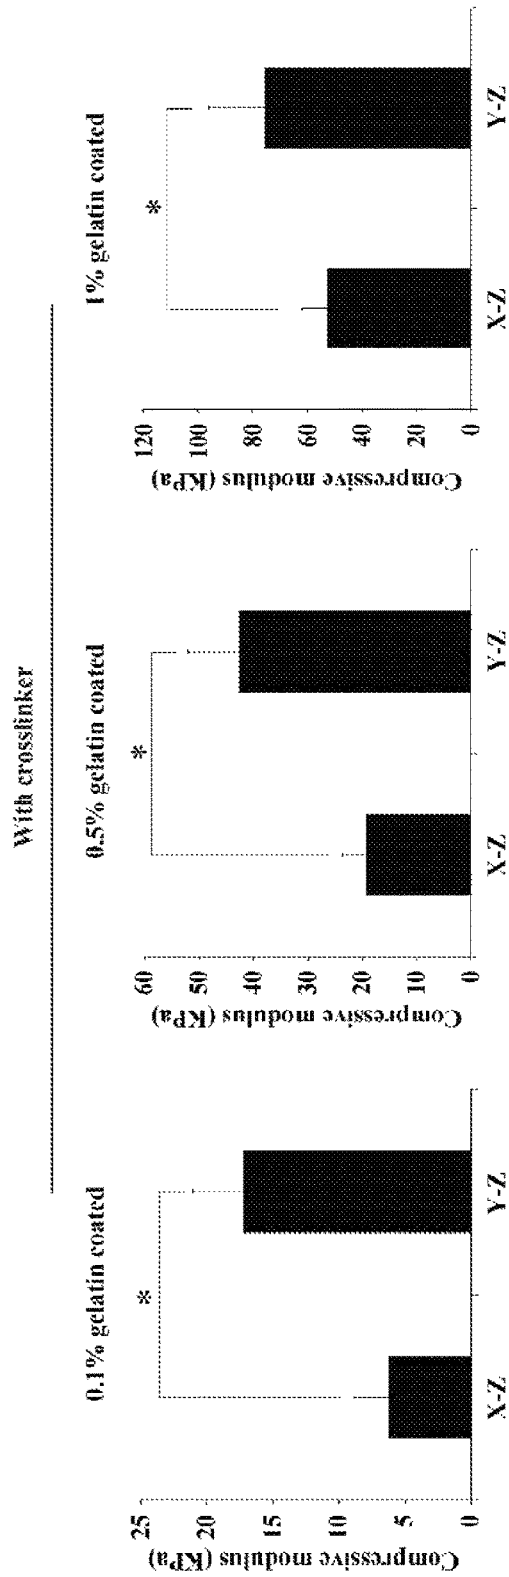 With crosslinker
0.1% gelatin coated
*
Compressive modulus (KPa)
25
20
15
10
5
0
X-Z
Y-Z
0.5% gelatin coated
*
Compressive modulus (KPa)
60
50
40
30
20
10
0
X-Z
Y-Z
1% gelatin coated
*
Compressive modulus (KPa)
120
100
80
60
40
20
0
X-Z
Y-Z